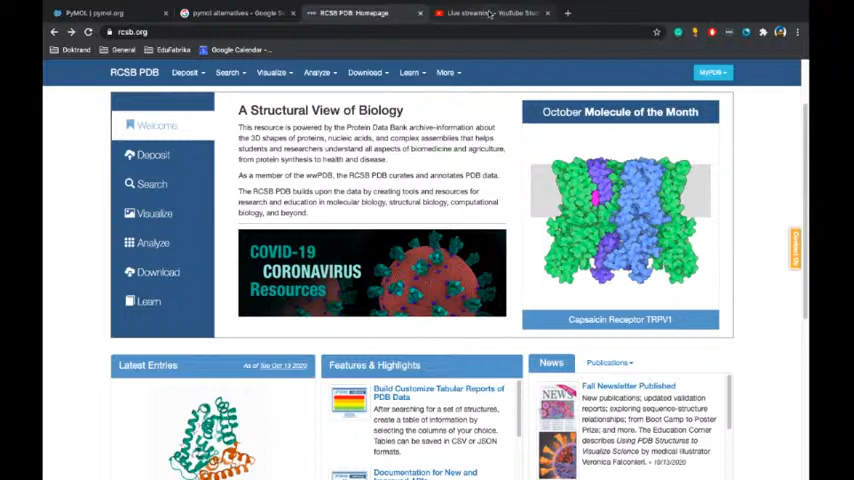 PyMOL | pymol.org
pymol alternatives - Google S
RCSB PDB: Homepage
Live streaming - YouTube Stud
rcsb.org
Doktrand
General
EduFabrika
Google Calendar -...
RCSB PDB
Deposit
Search
Visualize
Analyze
Download
Learn
More
MyPDB
Welcome
Deposit
Search
Visualize
Analyze
Download
Learn
A Structural View of Biology
This resource is powered by the Protein Data Bank archive-information about
the 3D shapes of proteins, nucleic acids, and complex assemblies that helps
students and researchers understand all aspects of biomedicine and agriculture,
from protein synthesis to health and disease.
As a member of the wwPDB, the RCSB PDB curates and annotates PDB data.
The RCSB PDB builds upon the data by creating tools and resources for
research and education in molecular biology, structural biology, computational
biology, and beyond.
COVID-19
CORONAVIRUS
Resources
October Molecule of the Month
Capsaicin Receptor TRPV1
Contact Us
Latest Entries
As of Tue Oct 13 2020
Features & Highlights
Build Customize Tabular Reports of
PDB Data
After searching for a set of structures,
create a table of information by
selecting the columns of your choice.
Tables can be saved in CSV or JSON
formats.
Documentation for New and
News
Publications
NEWS
Fall Newsletter Published
New publications; updated validation
reports; exploring sequence-structure
relationships; from Boot Camp to Poster
Prize; and more. The Education Corner
describes Using PDB Structures to
Visualize Science by medical illustrator
Veronica Falconieri. - 10/13/2020